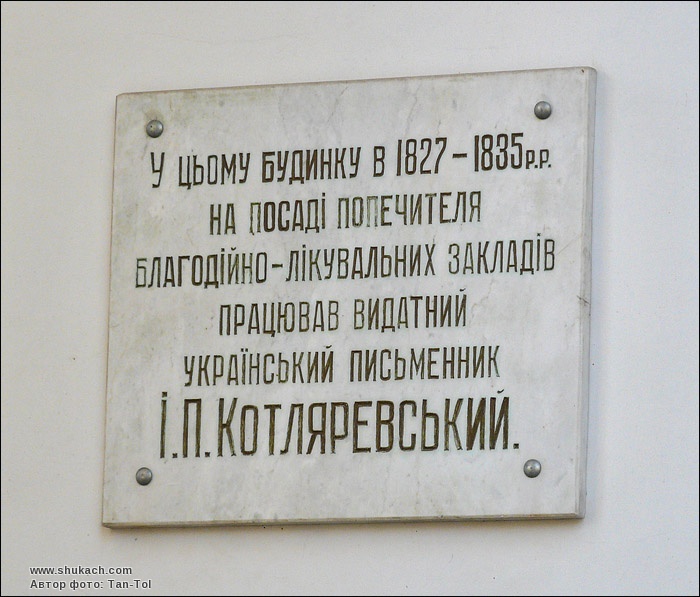 У ЦЬОМУ БУДИНКУ В 1827 – 1835 р.р.
НА ПОСАДІ ПОПЕЧИТЕЛЯ
БЛАГОДІЙНО-ЛІКУВАЛЬНИХ ЗАКЛАДІВ
ПРАЦЮВАВ ВИДАТНИЙ
УКРАЇНСЬКИЙ ПИСЬМЕННИК
І.П.КОТЛЯРЕВСЬКИЙ.
www.shukach.com
Автор фото: Tan-Tol